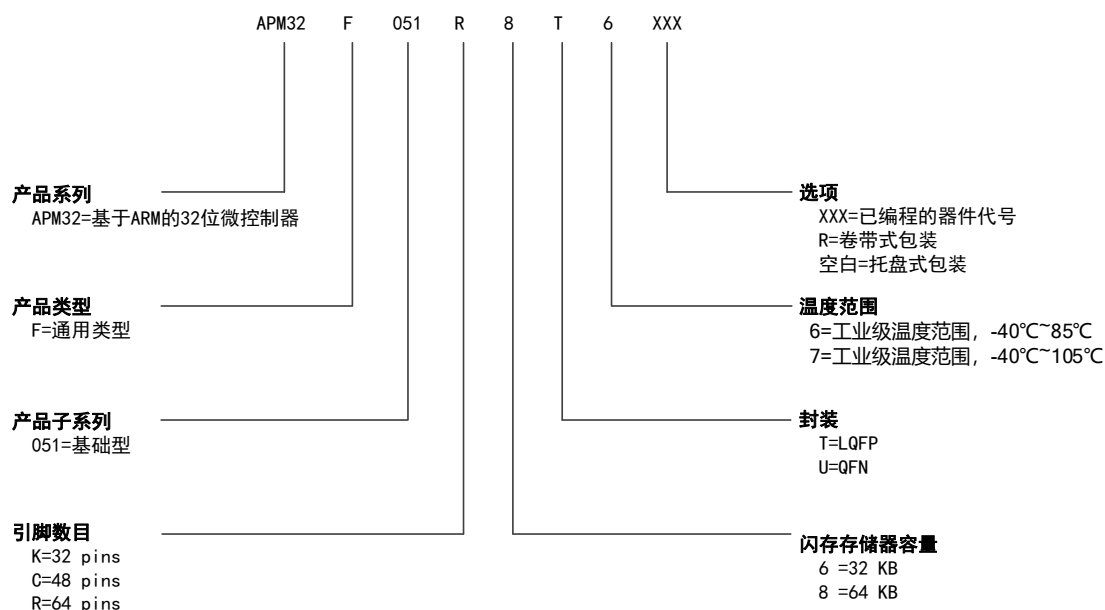 APM32 F 051 R 8 T 6 XXX
产品系列
APM32=基于ARM的32位微控制器
产品类型
F=通用类型
产品子系列
051=基础型
引脚数目
K=32 pins
C=48 pins
R=64 pins
选项
XXX=已编程的器件代号
R=卷带式包装
空白=托盘式包装
温度范围
6=工业级温度范围，-40℃~85℃
7=工业级温度范围，-40℃~105℃
封装
T=LQFP
U=QFN
闪存存储器容量
6 =32 KB
8 =64 KB